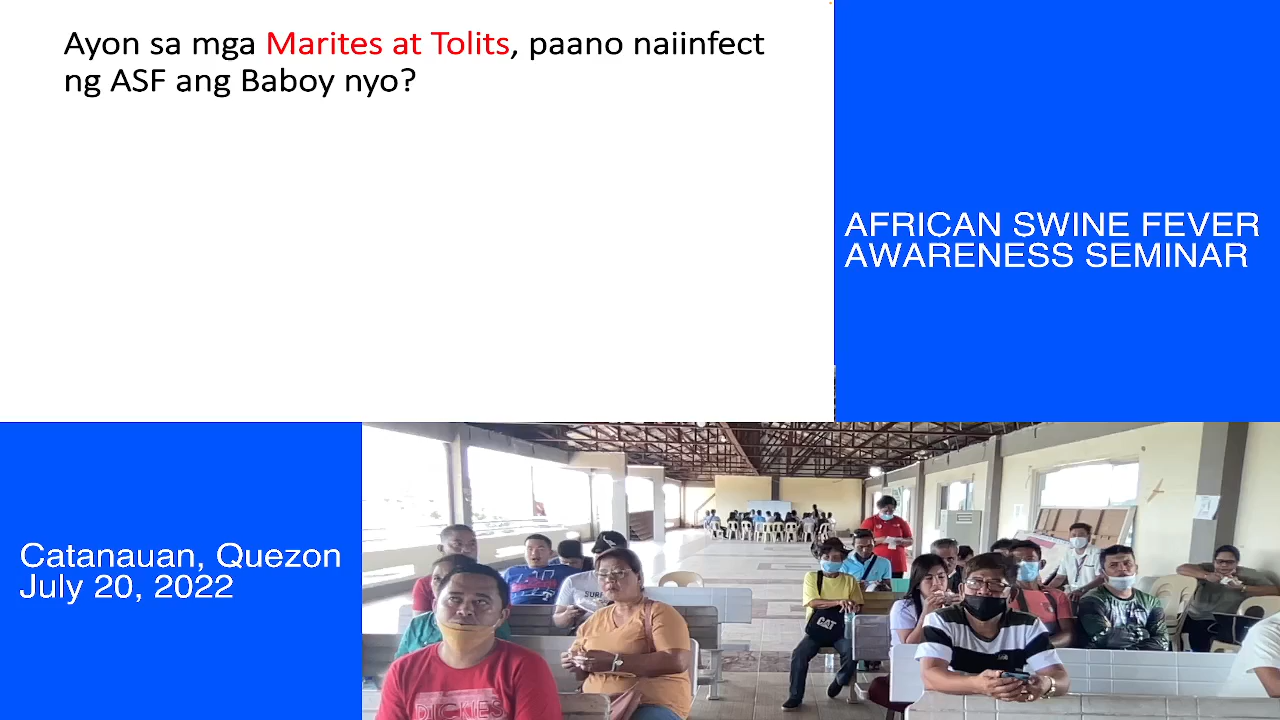 Ayon sa mga Marites at Tolits, paano naiinfect
ng ASF ang Baboy nyo?
AFRICAN SWINE FEVER
AWARENESS SEMINAR
Catanauan, Quezon
July 20, 2022
SURF
CAT
DICKIES